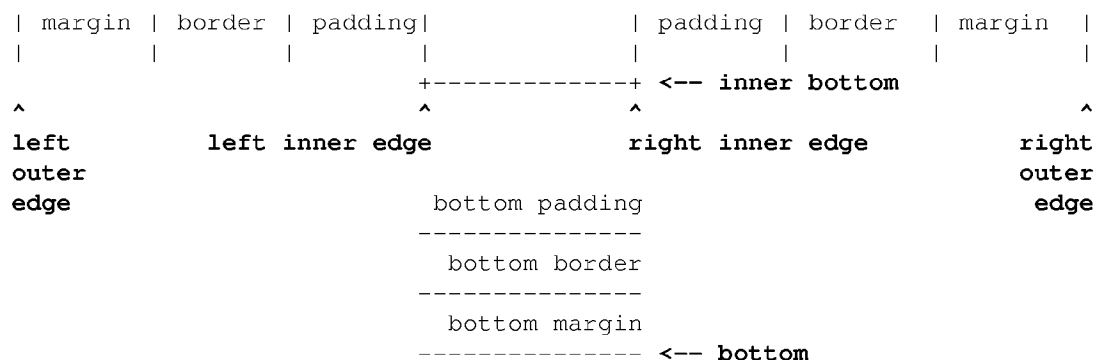 | margin | border | padding|             | padding | border | margin |
|        |        |        |             |         |        |        |
+-------------+ <-- inner bottom
^ ^ ^ ^
left left inner edge right inner edge right
outer outer
edge bottom padding edge
---------------
bottom border
---------------
bottom margin
--------------- <-- bottom